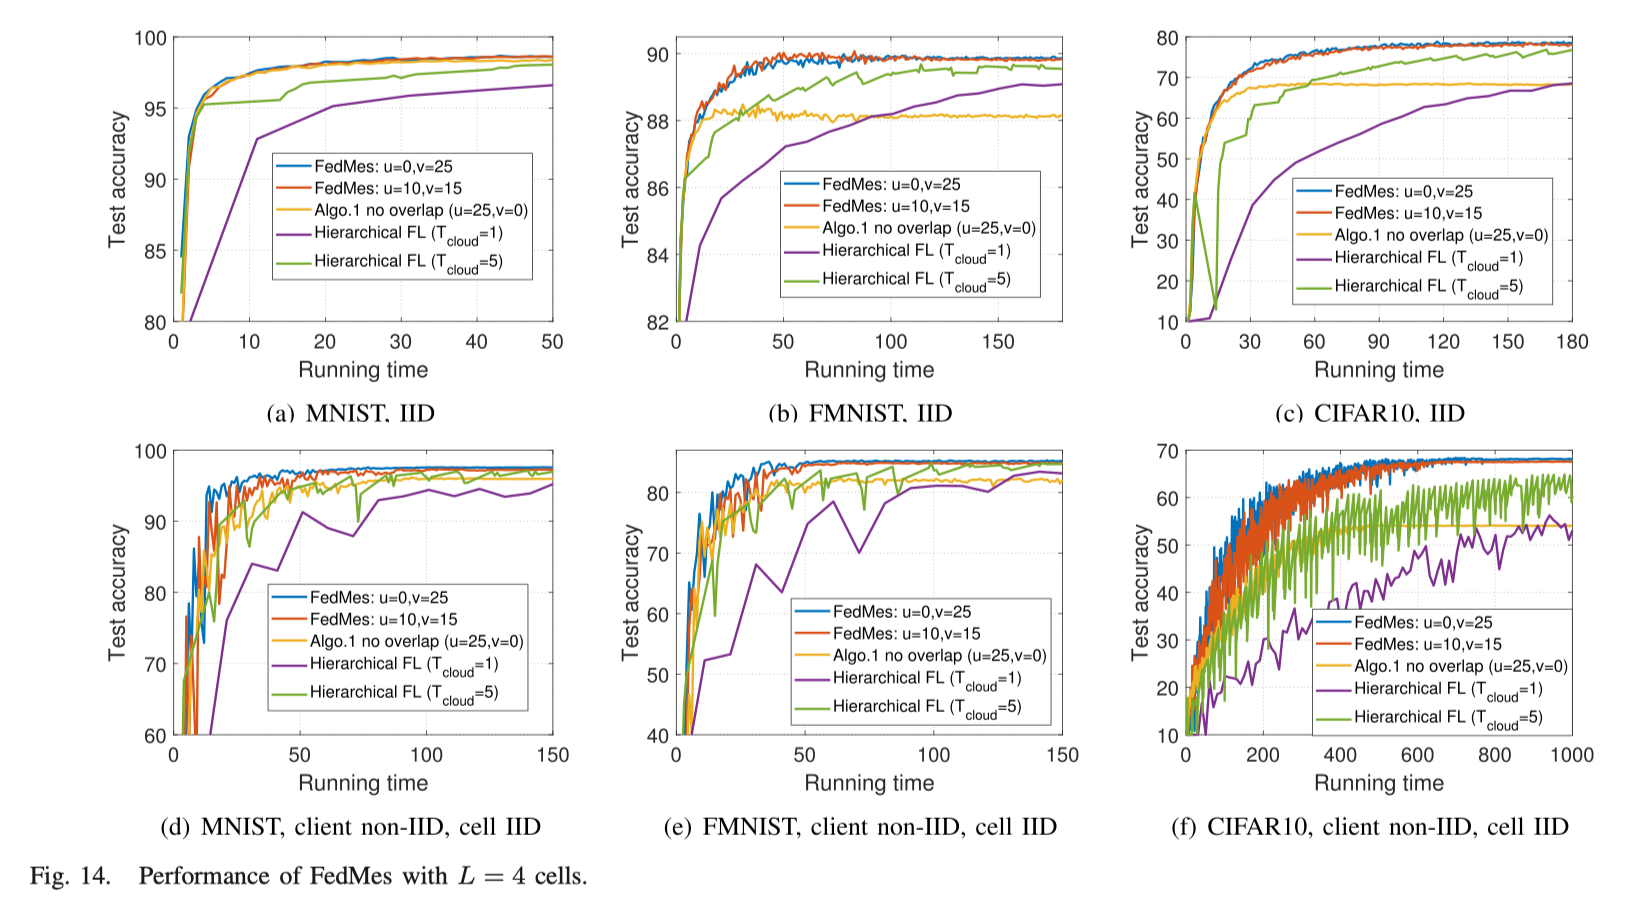 100
95
90
85
80
0
10
20
30
40
50
Test accuracy
Running time
FedMes: u=0,v=25
FedMes: u=10,v=15
Algo.1 no overlap (u=25,v=0)
Hierarchical FL (Tcloud=1)
Hierarchical FL (Tcloud=5)
(a) MNIST, IID
90
88
86
84
82
0
50
100
150
Test accuracy
Running time
FedMes: u=0,v=25
FedMes: u=10,v=15
Algo.1 no overlap (u=25,v=0)
Hierarchical FL (Tcloud=1)
Hierarchical FL (Tcloud=5)
(b) FMNIST, IID
80
70
60
50
40
30
20
10
0
30
60
90
120
150
180
Test accuracy
Running time
FedMes: u=0,v=25
FedMes: u=10,v=15
Algo.1 no overlap (u=25,v=0)
Hierarchical FL (Tcloud=1)
Hierarchical FL (Tcloud=5)
(c) CIFAR10, IID
100
90
80
70
60
0
50
100
150
Test accuracy
Running time
FedMes: u=0,v=25
FedMes: u=10,v=15
Algo.1 no overlap (u=25,v=0)
Hierarchical FL (Tcloud=1)
Hierarchical FL (Tcloud=5)
(d) MNIST, client non-IID, cell IID
80
70
60
50
40
0
50
100
150
Test accuracy
Running time
FedMes: u=0,v=25
FedMes: u=10,v=15
Algo.1 no overlap (u=25,v=0)
Hierarchical FL (Tcloud=1)
Hierarchical FL (Tcloud=5)
(e) FMNIST, client non-IID, cell IID
70
60
50
40
30
20
10
0
200
400
600
800
1000
Test accuracy
Running time
FedMes: u=0,v=25
FedMes: u=10,v=15
Algo.1 no overlap (u=25,v=0)
Hierarchical FL (Tcloud=1)
Hierarchical FL (Tcloud=5)
(f) CIFAR10, client non-IID, cell IID
Fig. 14. Performance of FedMes with L = 4 cells.